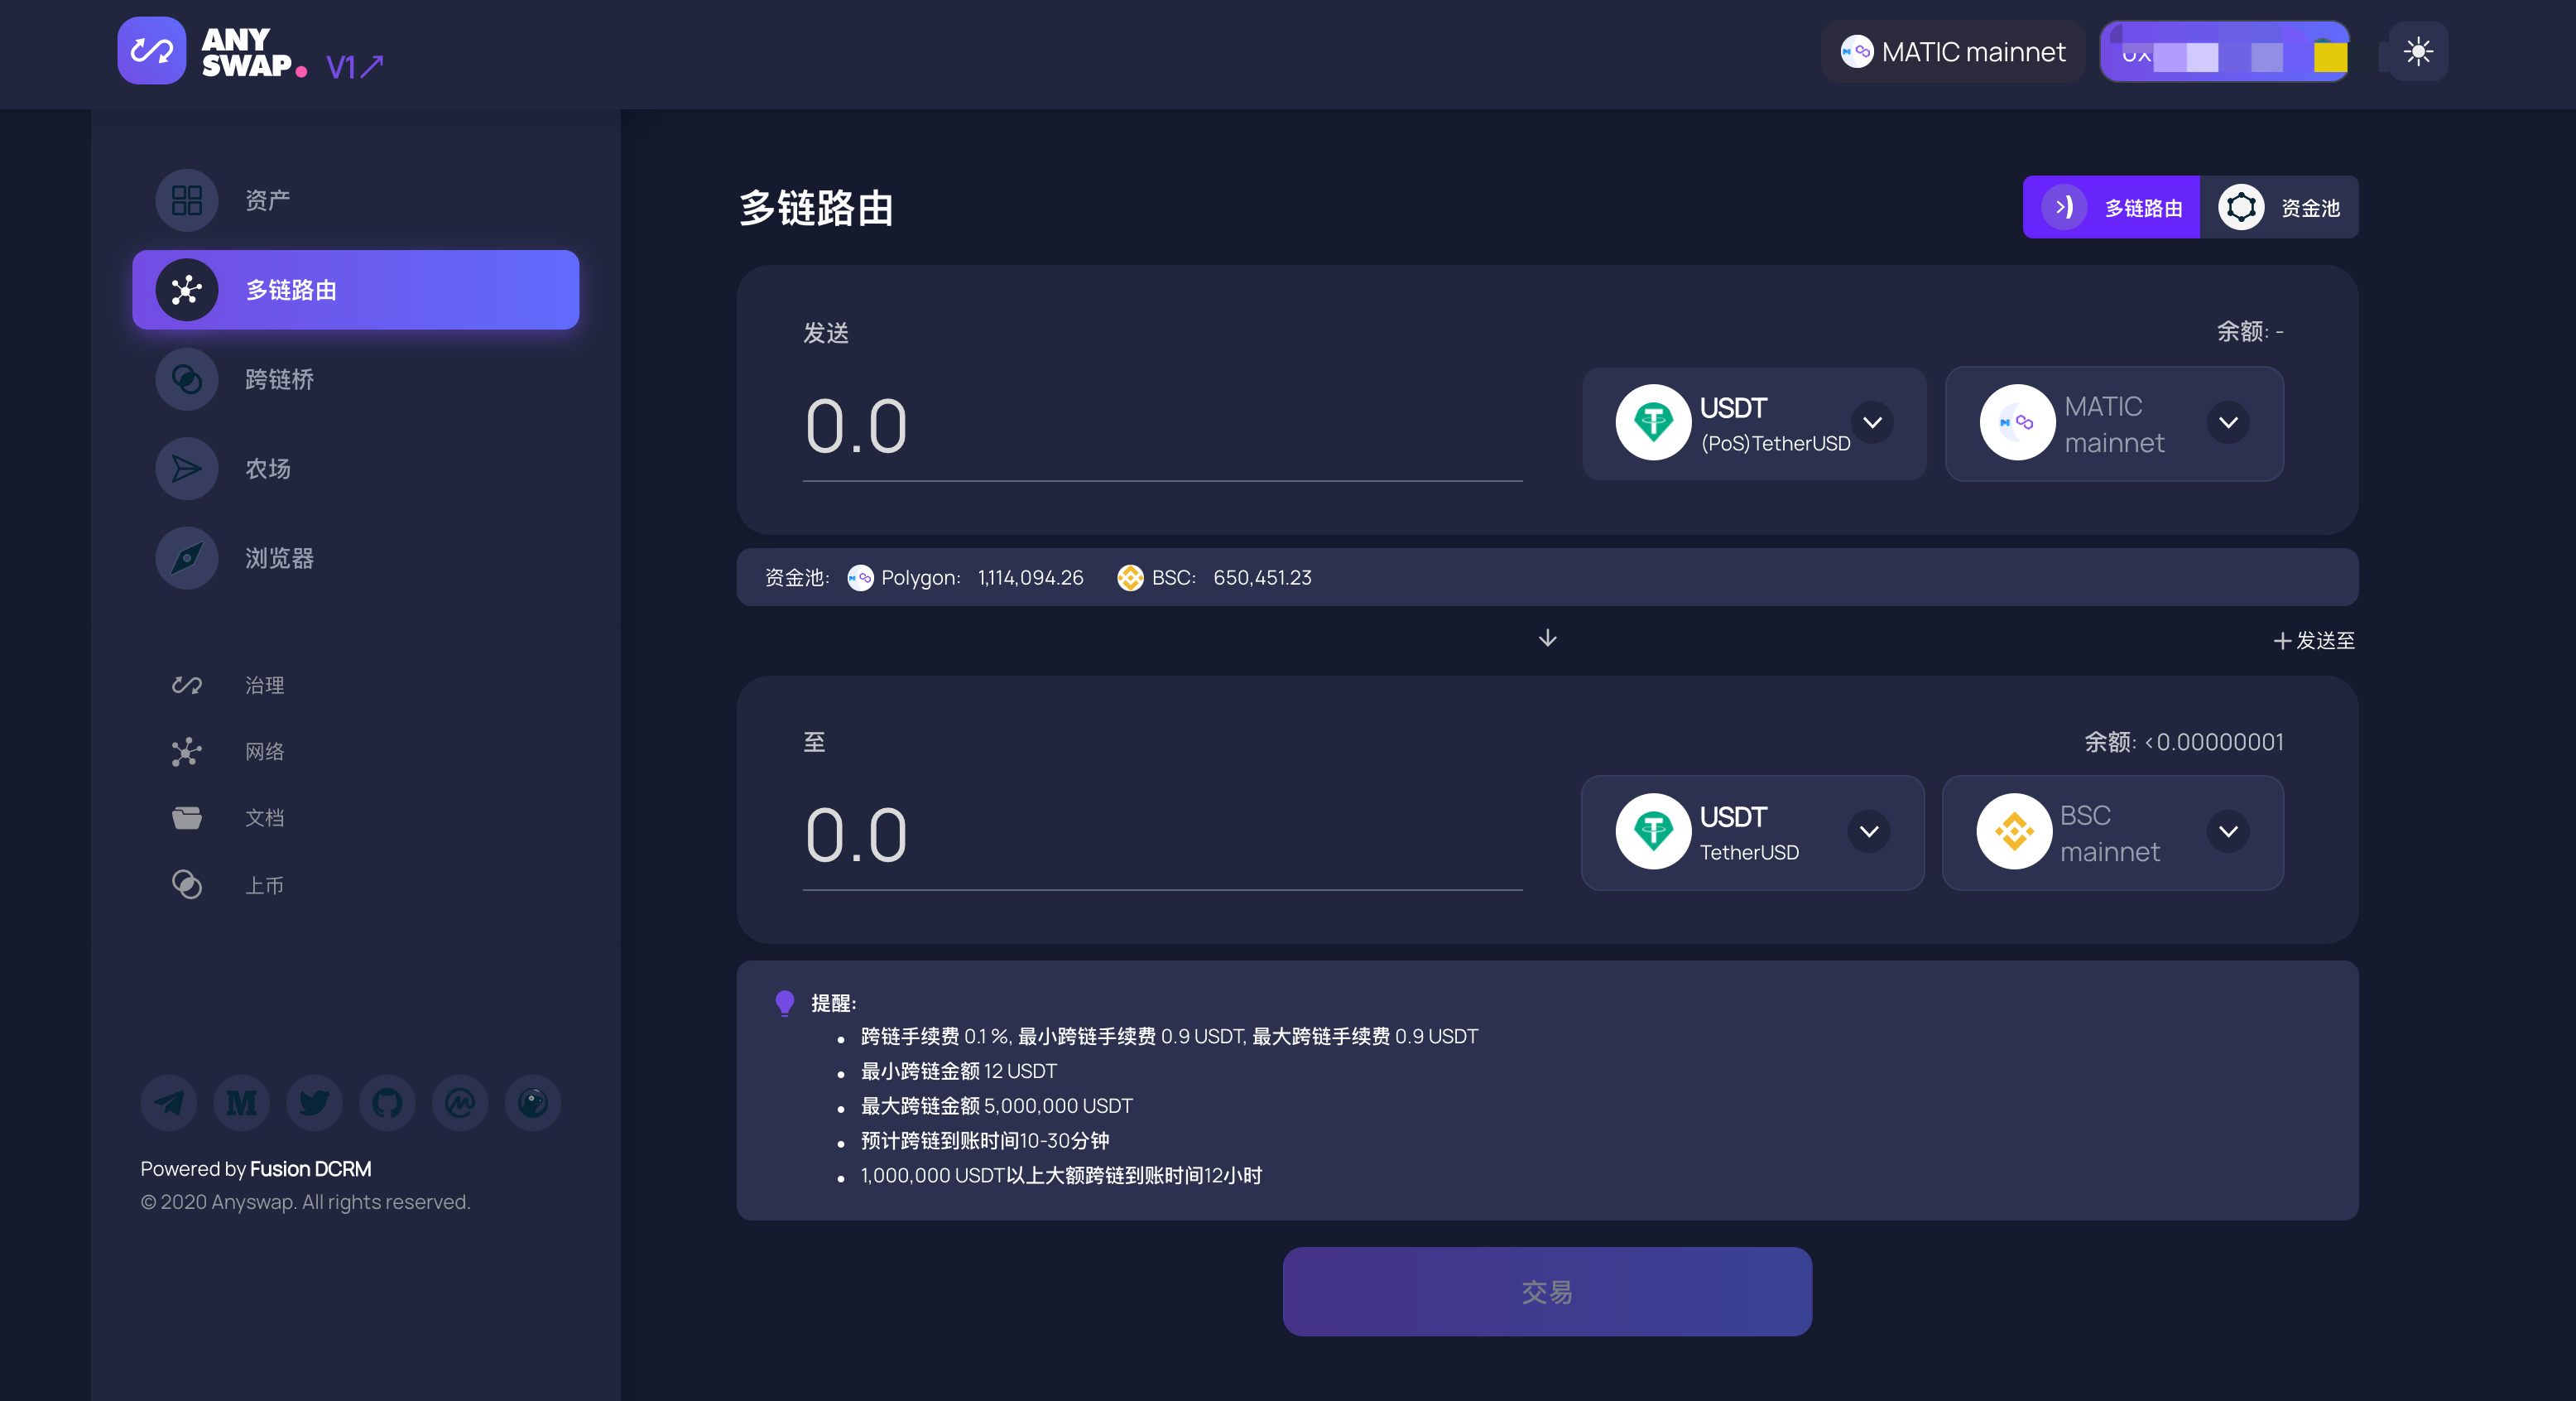 ANY
SWAP. V1↗
MATIC mainnet
资产
多链路由
跨链桥
农场
浏览器
治理
网络
文档
上币
Powered by Fusion DCRM
© 2020 Anyswap. All rights reserved.
多链路由
多链路由
资金池
发送
余额: -
0.0
USDT
(PoS)TetherUSD
MATIC
mainnet
资金池: Polygon: 1,114,094.26 BSC: 650,451.23
+ 发送至
至
余额: <0.00000001
0.0
USDT
TetherUSD
BSC
mainnet
提醒:
• 跨链手续费 0.1 %, 最小跨链手续费 0.9 USDT, 最大跨链手续费 0.9 USDT
• 最小跨链金额 12 USDT
• 最大跨链金额 5,000,000 USDT
• 预计跨链到账时间10-30分钟
• 1,000,000 USDT以上大额跨链到账时间12小时
交易